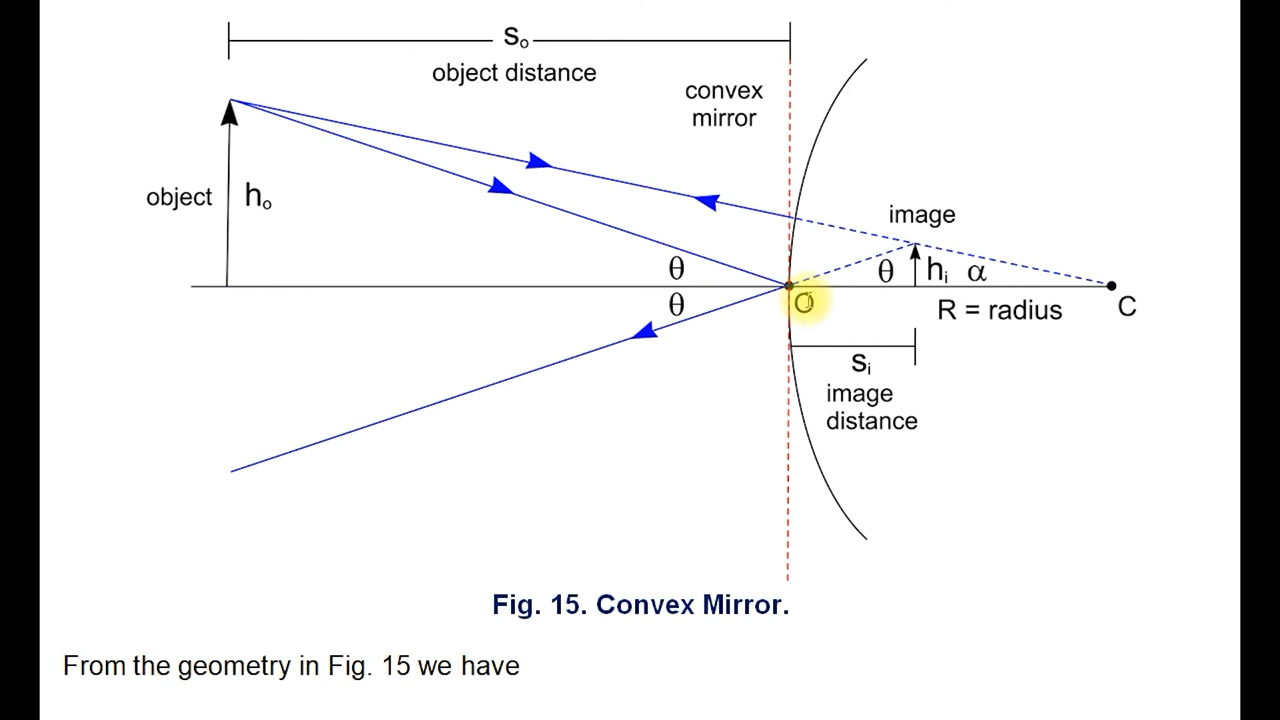 sₒ
object distance
convex
mirror
object
hₒ
image
θ
θ
θ
hᵢ
α
O
R = radius
C
sᵢ
image
distance
Fig. 15. Convex Mirror.
From the geometry in Fig. 15 we have